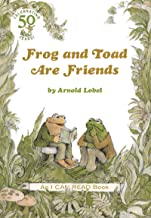 50
Frog and Toad
Are Friends
by Arnold Lobel
An I CAN READ Book